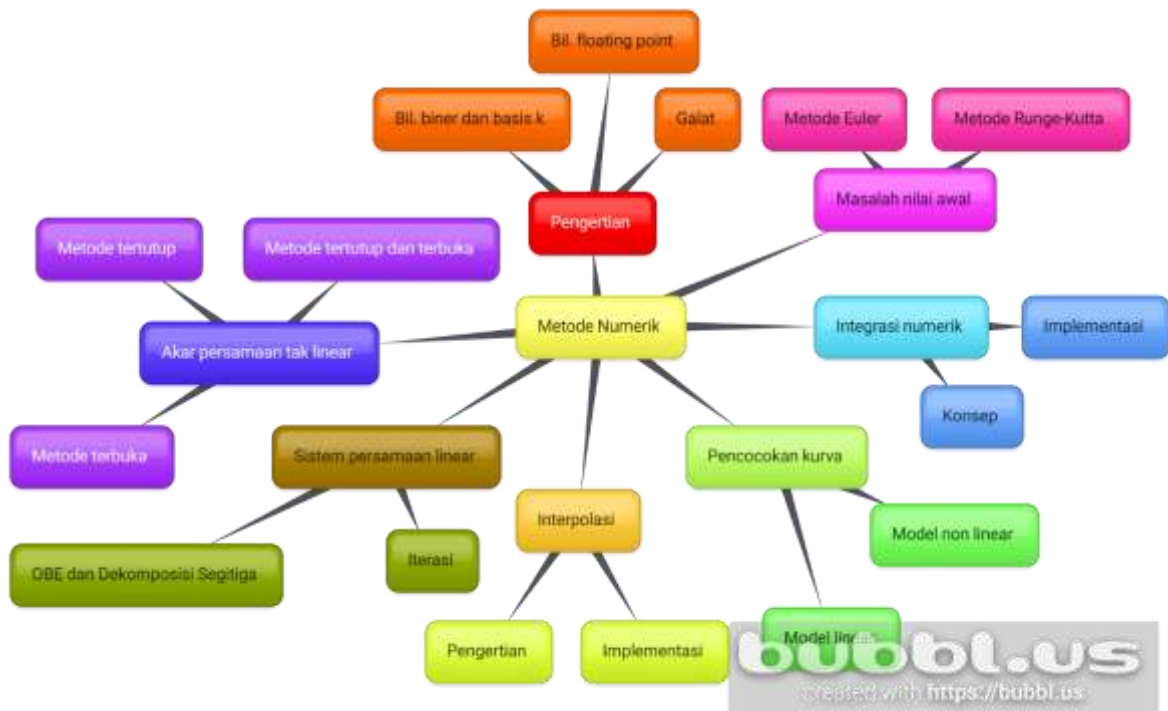 Bil. floating point
Bil. biner dan basis k
Galat
Metode Euler
Metode Runge-Kutta
Pengertian
Masalah nilai awal
Metode tertutup
Metode tertutup dan terbuka
Metode Numerik
Integrasi numerik
Implementasi
Akar persamaan tak linear
Konsep
Metode terbuka
Sistem persamaan linear
Pencocokan kurva
Interpolasi
Model non linear
OBE dan Dekomposisi Segitiga
Iterasi
Pengertian
Implementasi
Model linear
bubbl.us
created with https://bubbl.us